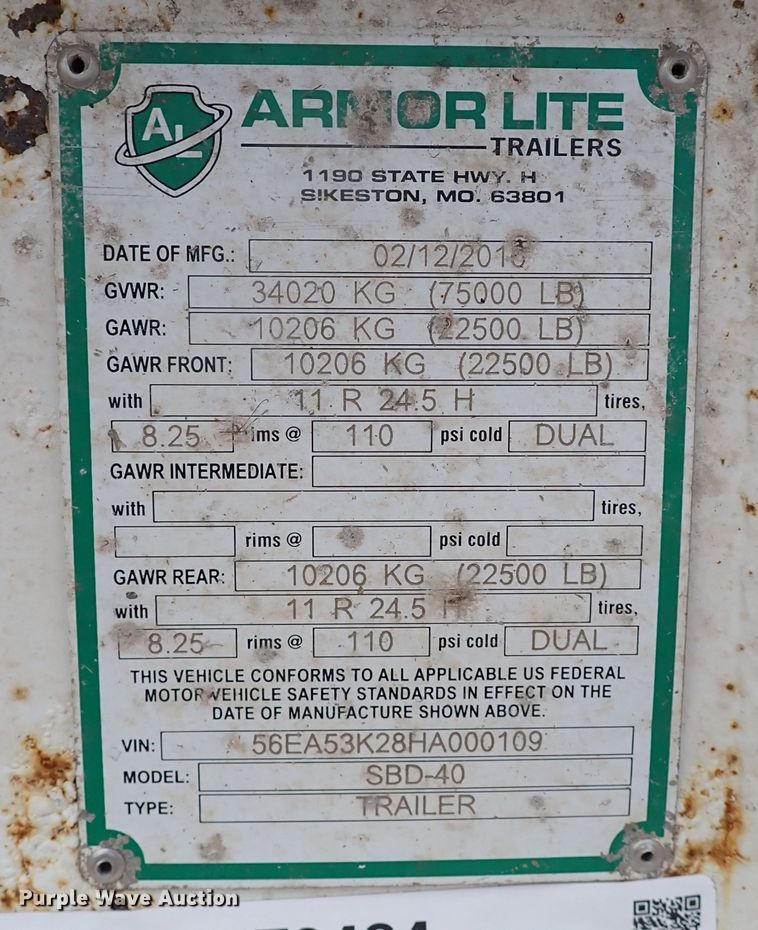 AL
ARMOR LITE
TRAILERS
1190 STATE HWY. H
SIKESTON, MO. 63801
DATE OF MFG.: 02/12/2016
GVWR: 34020 KG (75000 LB)
GAWR: 10206 KG (22500 LB)
GAWR FRONT: 10206 KG (22500 LB)
with 11 R 24.5 H tires,
8.25 rims @ 110 psi cold DUAL
GAWR INTERMEDIATE:
with tires,
rims @ psi cold
GAWR REAR: 10206 KG (22500 LB)
with 11 R 24.5 H tires,
8.25 rims @ 110 psi cold DUAL
THIS VEHICLE CONFORMS TO ALL APPLICABLE US FEDERAL
MOTOR VEHICLE SAFETY STANDARDS IN EFFECT ON THE
DATE OF MANUFACTURE SHOWN ABOVE.
VIN: 56EA53K28HA000109
MODEL: SBD-40
TYPE: TRAILER
Purple Wave Auction